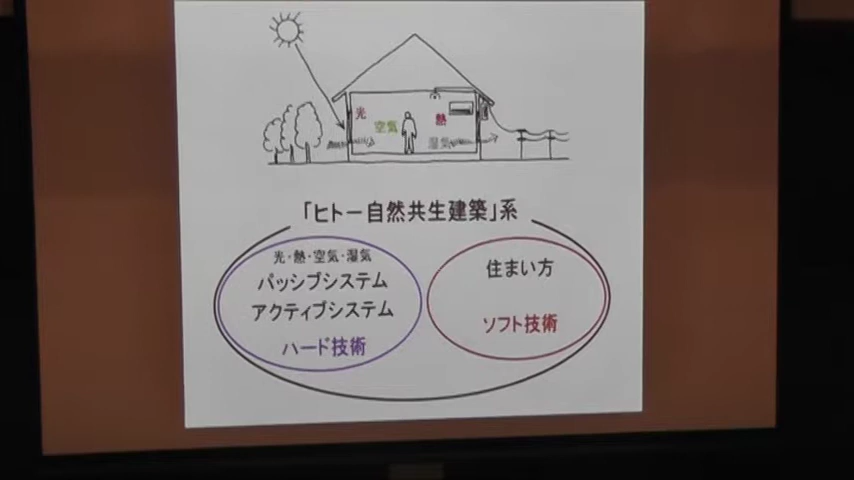 光
空気
熱
湿気
「ヒトー自然共生建築」系
光・熱・空気・湿気
パッシブシステム
アクティブシステム
ハード技術
住まい方
ソフト技術